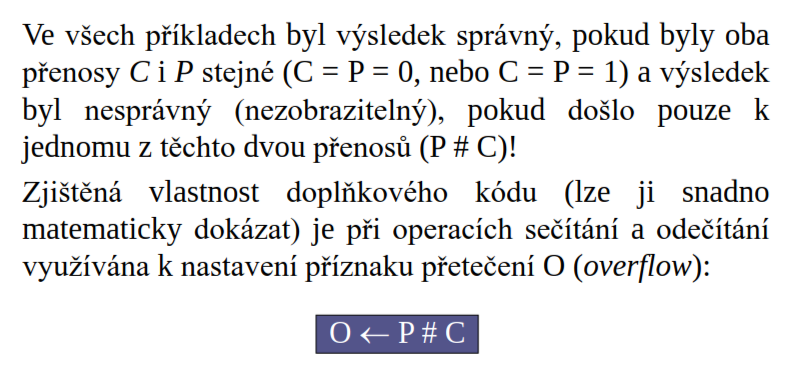 Ve všech příkladech byl výsledek správný, pokud byly oba
přenosy C i P stejné (C = P = 0, nebo C = P = 1) a výsledek
byl nesprávný (nezobrazitelný), pokud došlo pouze k
jednomu z těchto dvou přenosů (P # C)!
Zjištěná vlastnost doplňkového kódu (lze ji snadno
matematicky dokázat) je při operacích sečítání a odečítání
využívána k nastavení příznaku přetečení O (overflow):
O ← P # C